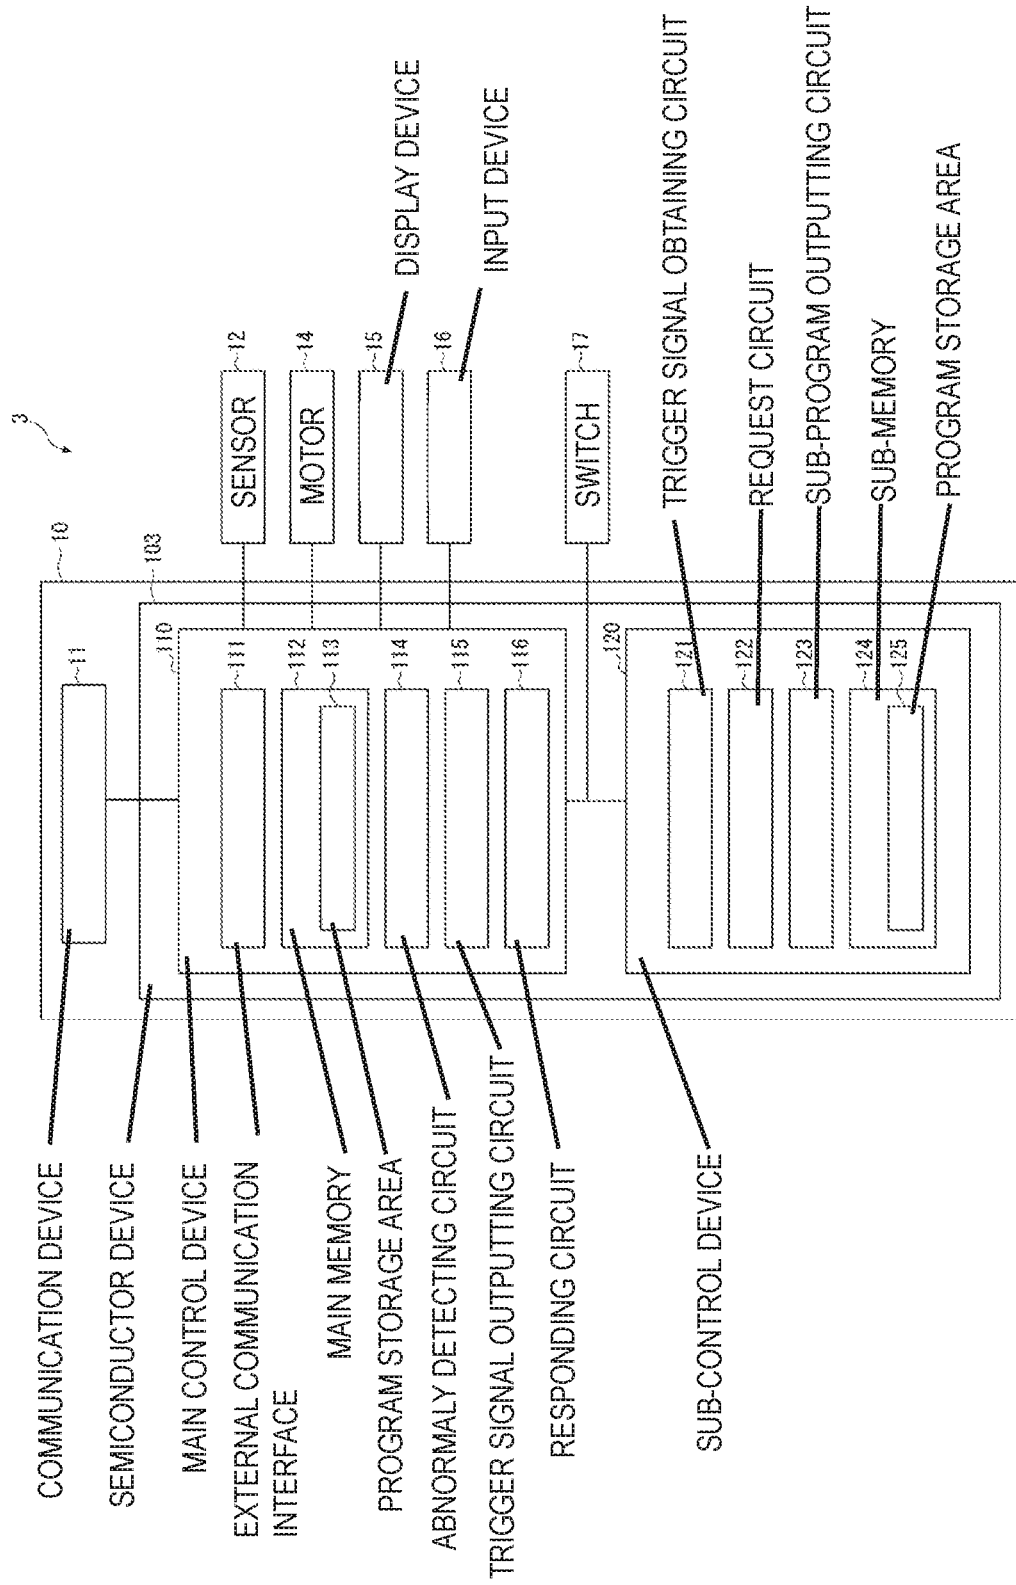 3
10
COMMUNICATION DEVICE
11
SEMICONDUCTOR DEVICE
103
MAIN CONTROL DEVICE
110
EXTERNAL COMMUNICATION
INTERFACE
111
MAIN MEMORY
112
PROGRAM STORAGE AREA
113
ABNORMALY DETECTING CIRCUIT
114
TRIGGER SIGNAL OUTPUTTING CIRCUIT
115
RESPONDING CIRCUIT
116
SENSOR
12
MOTOR
14
15
DISPLAY DEVICE
16
INPUT DEVICE
SWITCH
17
SUB-CONTROL DEVICE
120
121
TRIGGER SIGNAL OBTAINING CIRCUIT
122
REQUEST CIRCUIT
123
SUB-PROGRAM OUTPUTTING CIRCUIT
124
SUB-MEMORY
125
PROGRAM STORAGE AREA